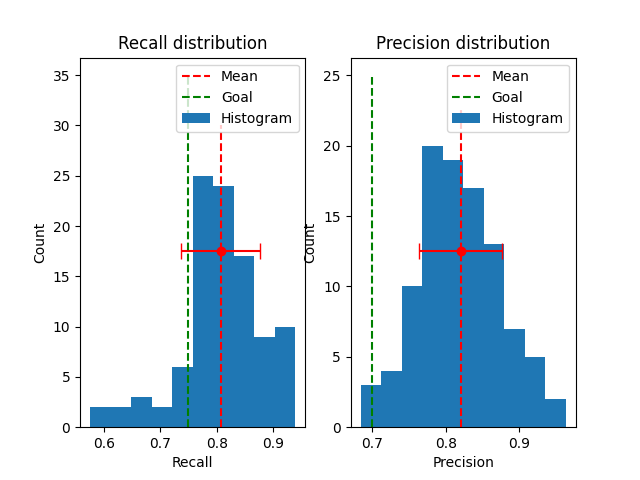 Recall distribution
Mean
Goal
Histogram
35
30
25
20
15
10
5
0
Count
0.6 0.7 0.8 0.9
Recall
Precision distribution
Mean
Goal
Histogram
25
20
15
10
5
0
Count
0.7 0.8 0.9
Precision